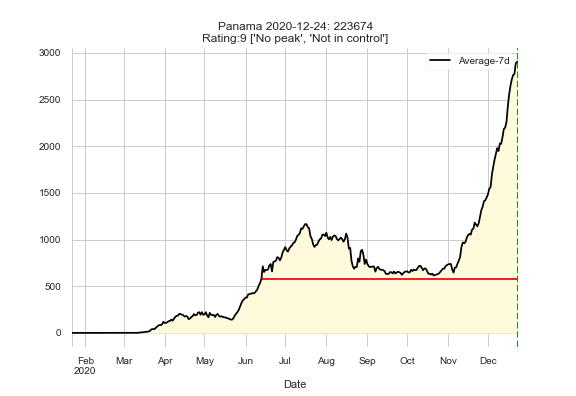 Panama 2020-12-24: 223674
Rating:9 ['No peak', 'Not in control']
Average-7d
3000
2500
2000
1500
1000
500
0
Feb Mar Apr May Jun Jul Aug Sep Oct Nov Dec
2020
Date